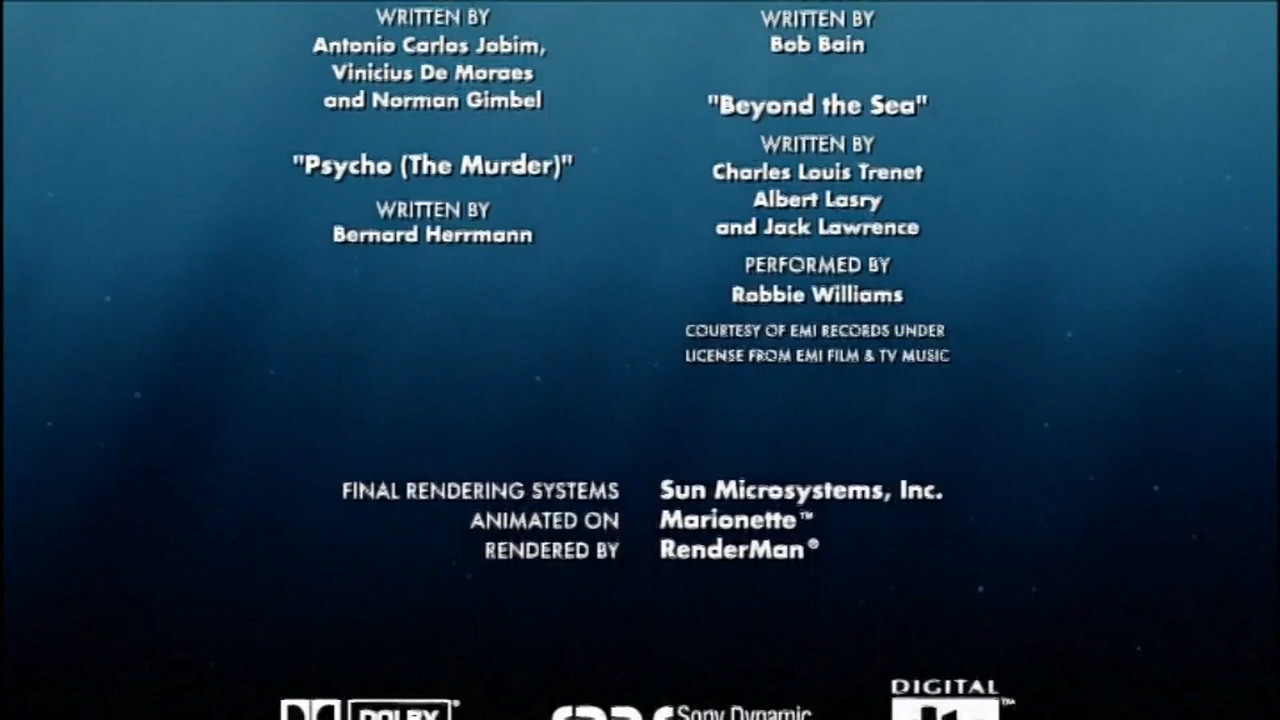 WRITTEN BY
Antonio Carlos Jobim,
Vinicius De Moraes
and Norman Gimbel
"Psycho (The Murder)"
WRITTEN BY
Bernard Herrmann
WRITTEN BY
Bob Bain
"Beyond the Sea"
WRITTEN BY
Charles Louis Trenet
Albert Lasry
and Jack Lawrence
PERFORMED BY
Robbie Williams
COURTESY OF EMI RECORDS UNDER
LICENSE FROM EMI FILM & TV MUSIC
FINAL RENDERING SYSTEMS Sun Microsystems, Inc.
ANIMATED ON Marionette™
RENDERED BY RenderMan®
DOLBY®
Sony Dynamic
DIGITAL